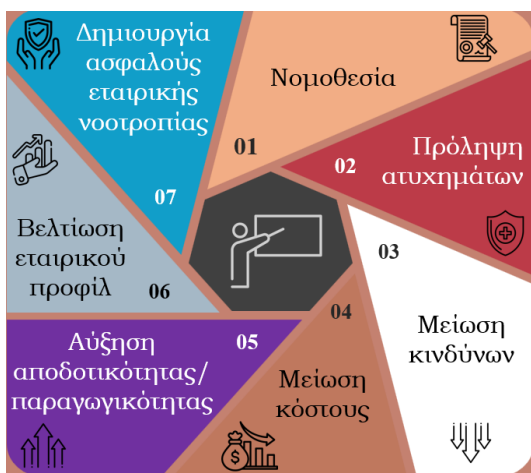 Νομοθεσία
01
Πρόληψη
ατυχημάτων
02
03
Μείωση
κινδύνων
04
Μείωση
κόστους
05
Αύξηση
αποδοτικότητας/
παραγωγικότητας
Βελτίωση
εταιρικού
προφίλ
06
Δημιουργία
ασφαλούς
εταιρικής
νοοτροπίας
07
$